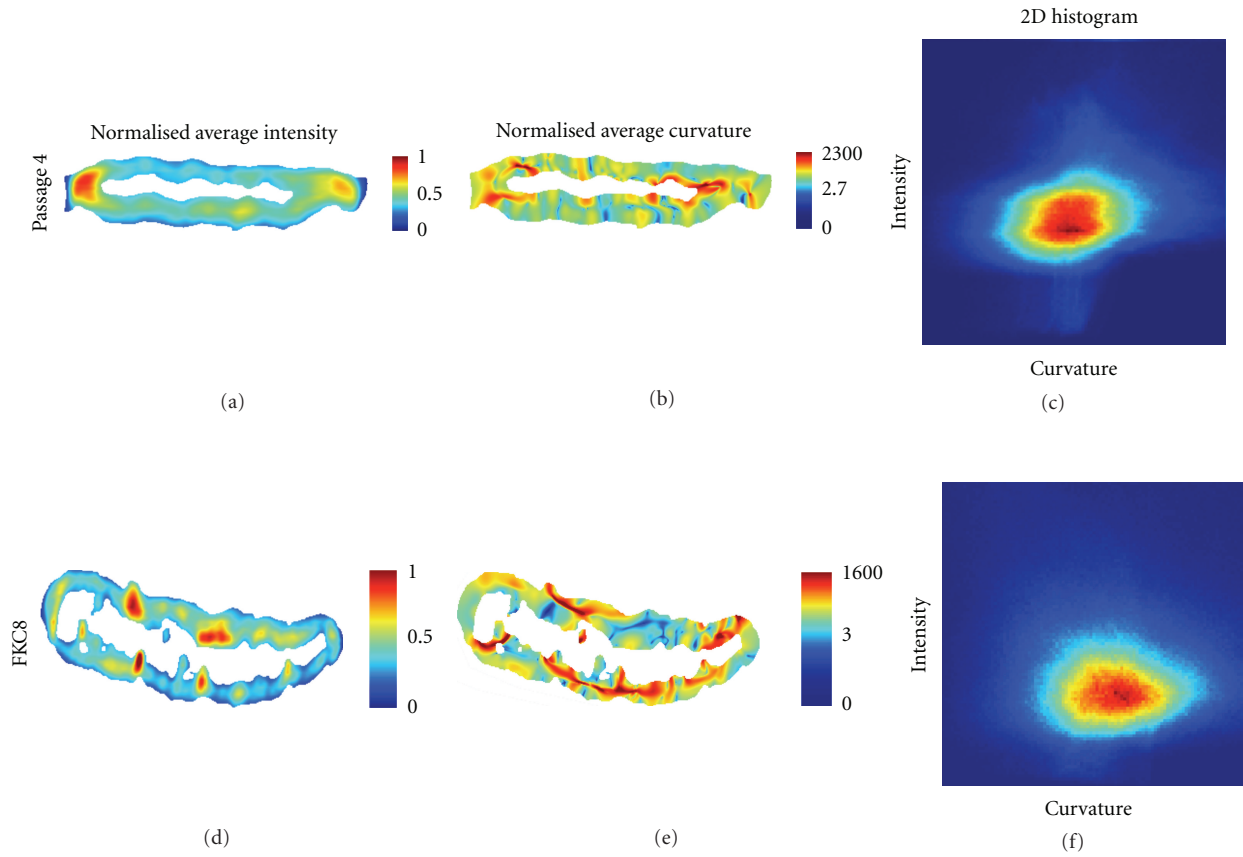 2D histogram
Normalised average intensity
Normalised average curvature
Passage 4
1
0.5
0
2300
2.7
0
Intensity
Curvature
(a)
(b)
(c)
FKC8
1
0.5
0
1600
3
0
Intensity
Curvature
(d)
(e)
(f)